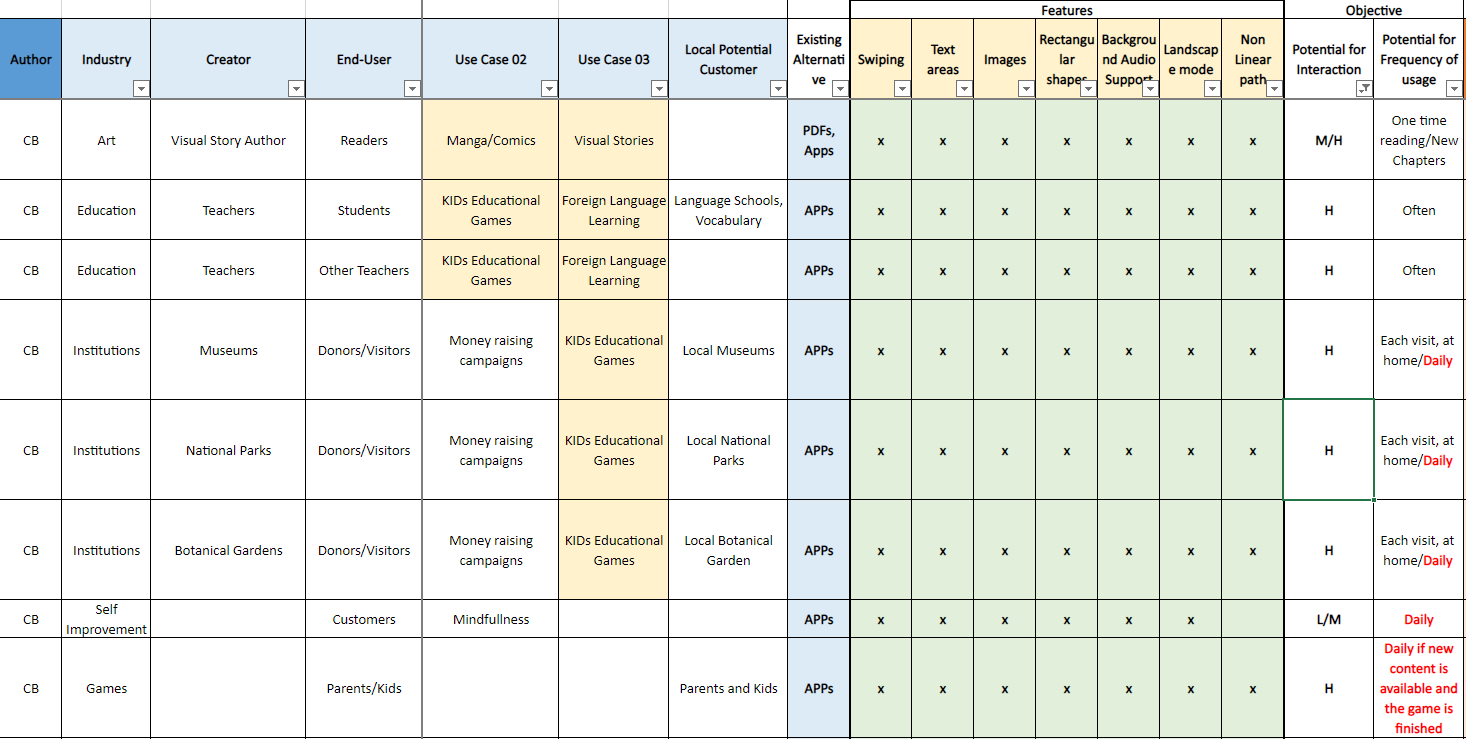 Features Objective
Author Industry Creator End-User Use Case 02 Use Case 03 Local Potential Customer Existing Alternati ve Swiping Text areas Images Rectangu lar shapes Backgrou nd Audio Support Landscap e mode Non Linear path Potential for Interaction Potential for Frequency of usage
CB Art Visual Story Author Readers Manga/Comics Visual Stories PDFs, Apps x x x x x x x M/H One time reading/New Chapters
CB Education Teachers Students KIDs Educational Games Foreign Language Learning Language Schools, Vocabulary APPs x x x x x x x H Often
CB Education Teachers Other Teachers KIDs Educational Games Foreign Language Learning APPs x x x x x x x H Often
CB Institutions Museums Donors/Visitors Money raising campaigns KIDs Educational Games Local Museums APPs x x x x x x x H Each visit, at home/Daily
CB Institutions National Parks Donors/Visitors Money raising campaigns KIDs Educational Games Local National Parks APPs x x x x x x x H Each visit, at home/Daily
CB Institutions Botanical Gardens Donors/Visitors Money raising campaigns KIDs Educational Games Local Botanical Garden APPs x x x x x x x H Each visit, at home/Daily
CB Self Improvement Customers Mindfullness APPs x x x x x x L/M Daily
CB Games Parents/Kids Parents and Kids APPs x x x x x x x H Daily if new content is available and the game is finished